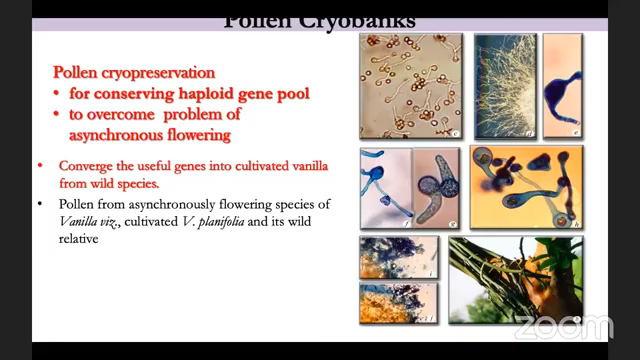 Pollen Cryobanks
Pollen cryopreservation
• for conserving haploid gene pool
• to overcome problem of
asynchronous flowering
• Converge the useful genes into cultivated vanilla
from wild species.
• Pollen from asynchronously flowering species of
Vanilla viz., cultivated V. planifolia and its wild
relative
c
d
e
f
g
h
i
zoom